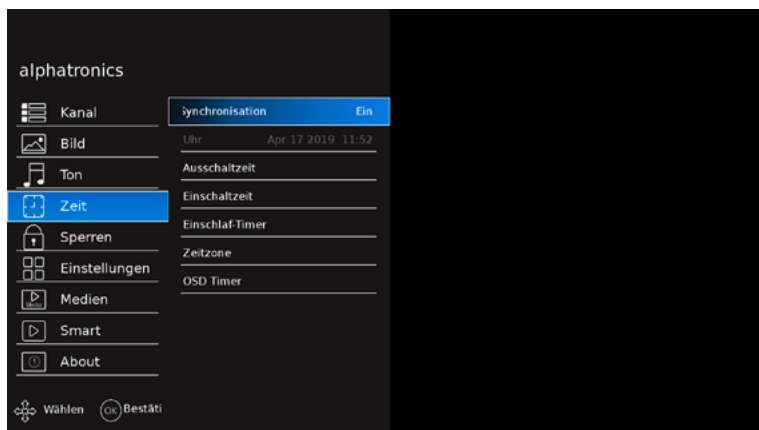 alphatronics
Kanal
Bild
Ton
Zeit
Sperren
Einstellungen
Medien
Smart
About
Wählen OK Bestäti
ynchronisation Ein
Uhr Apr 17 2019 11:52
Ausschaltzeit
Einschaltzeit
Einschlaf-Timer
Zeitzone
OSD Timer